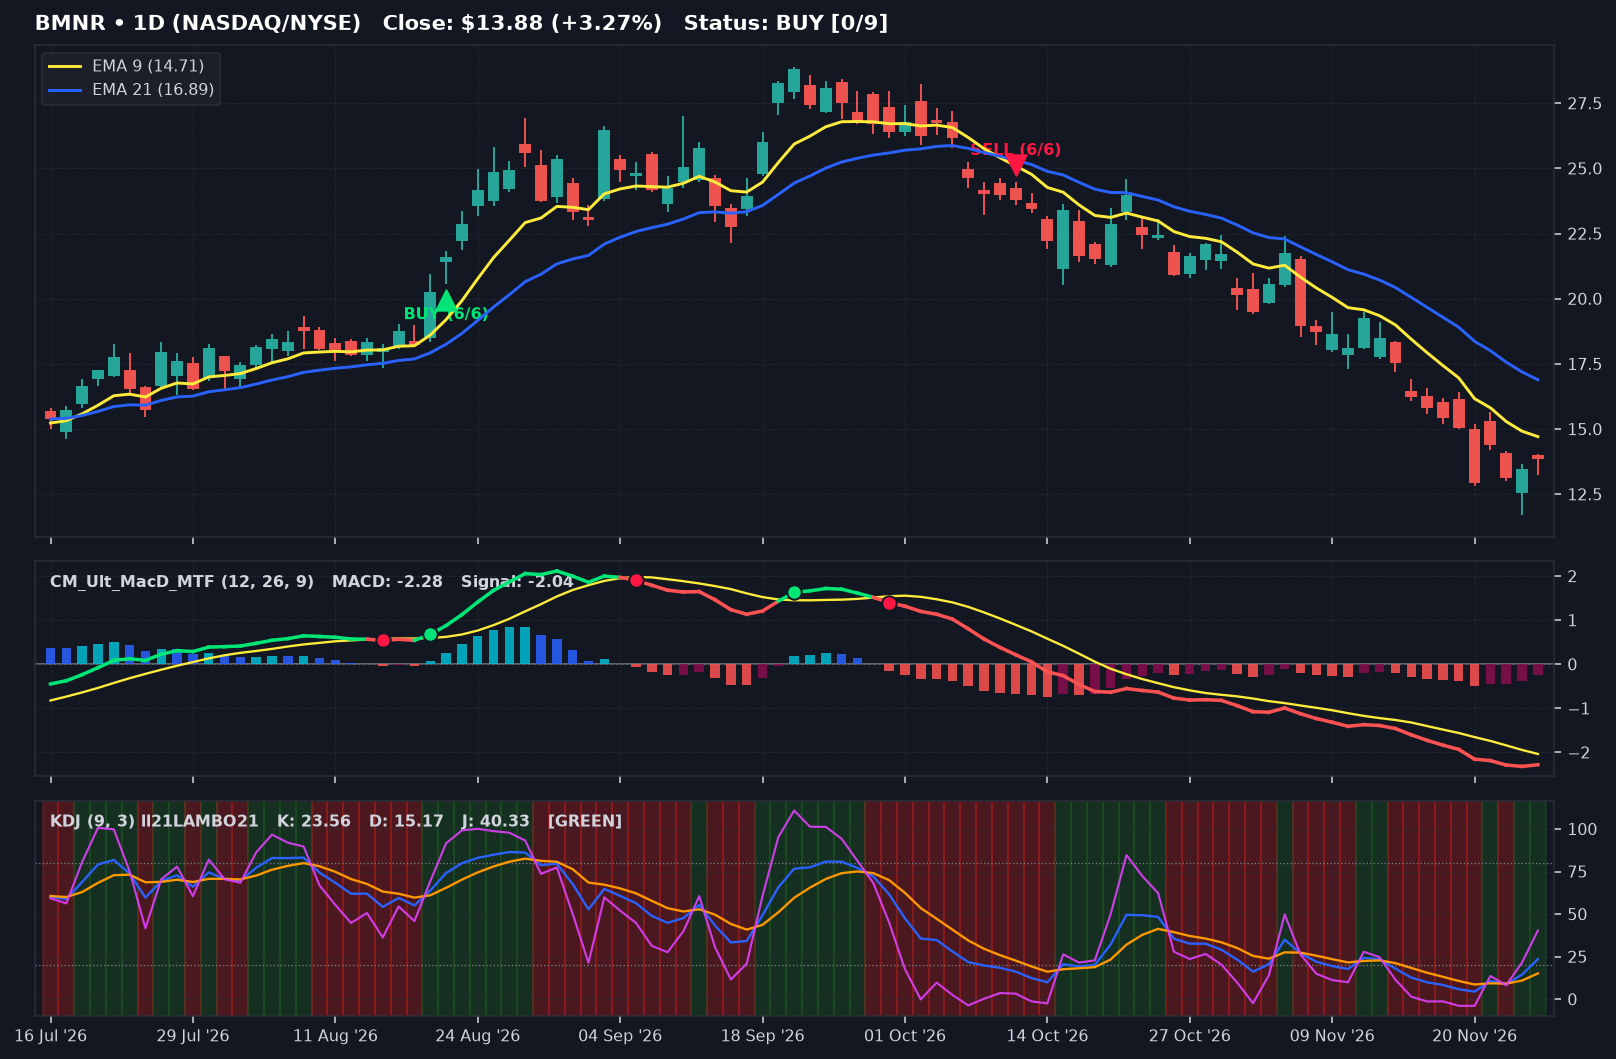 BMNR • 1D (NASDAQ/NYSE)   Close: $13.88 (+3.27%)   Status: BUY [0/9]
EMA 9 (14.71)
EMA 21 (16.89)
27.5
25.0
22.5
20.0
17.5
15.0
12.5
SELL (6/6)
BUY (6/6)
CM_Ult_MacD_MTF (12, 26, 9)   MACD: -2.28   Signal: -2.04
2
1
0
−1
−2
KDJ (9, 3) II21LAMBO21   K: 23.56   D: 15.17   J: 40.33   [GREEN]
100
75
50
25
0
16 Jul '26
29 Jul '26
11 Aug '26
24 Aug '26
04 Sep '26
18 Sep '26
01 Oct '26
14 Oct '26
27 Oct '26
09 Nov '26
20 Nov '26